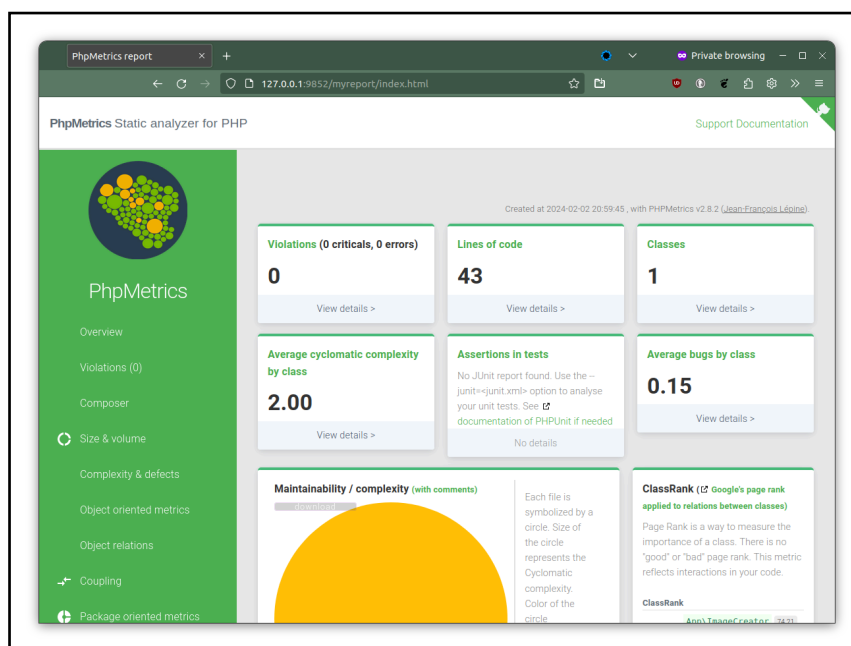 PhpMetrics report × +
Private browsing
127.0.0.1:9852/myreport/index.html
PhpMetrics Static analyzer for PHP
Support Documentation
Created at 2024-02-02 20:59:45 , with PHPMetrics v2.8.2 (Jean-François Lépine).
PhpMetrics
Overview
Violations (0)
Composer
Size & volume
Complexity & defects
Object oriented metrics
Object relations
Coupling
Package oriented metrics
Violations (0 criticals, 0 errors)
0
View details >
Lines of code
43
View details >
Classes
1
View details >
Average cyclomatic complexity
by class
2.00
View details >
Assertions in tests
No JUnit report found. Use the --
junit=<junit.xml> option to analyse
your unit tests. See
documentation of PHPUnit if needed
No details
Average bugs by class
0.15
View details >
Maintainability / complexity (with comments)
download
Each file is
symbolized by a
circle. Size of
the circle
represents the
Cyclomatic
complexity.
Color of the
circle
ClassRank (Google's page rank
applied to relations between classes)
Page Rank is a way to measure the
importance of a class. There is no
"good" or "bad" page rank. This metric
reflects interactions in your code.
ClassRank
App\ImageCreator 74.21